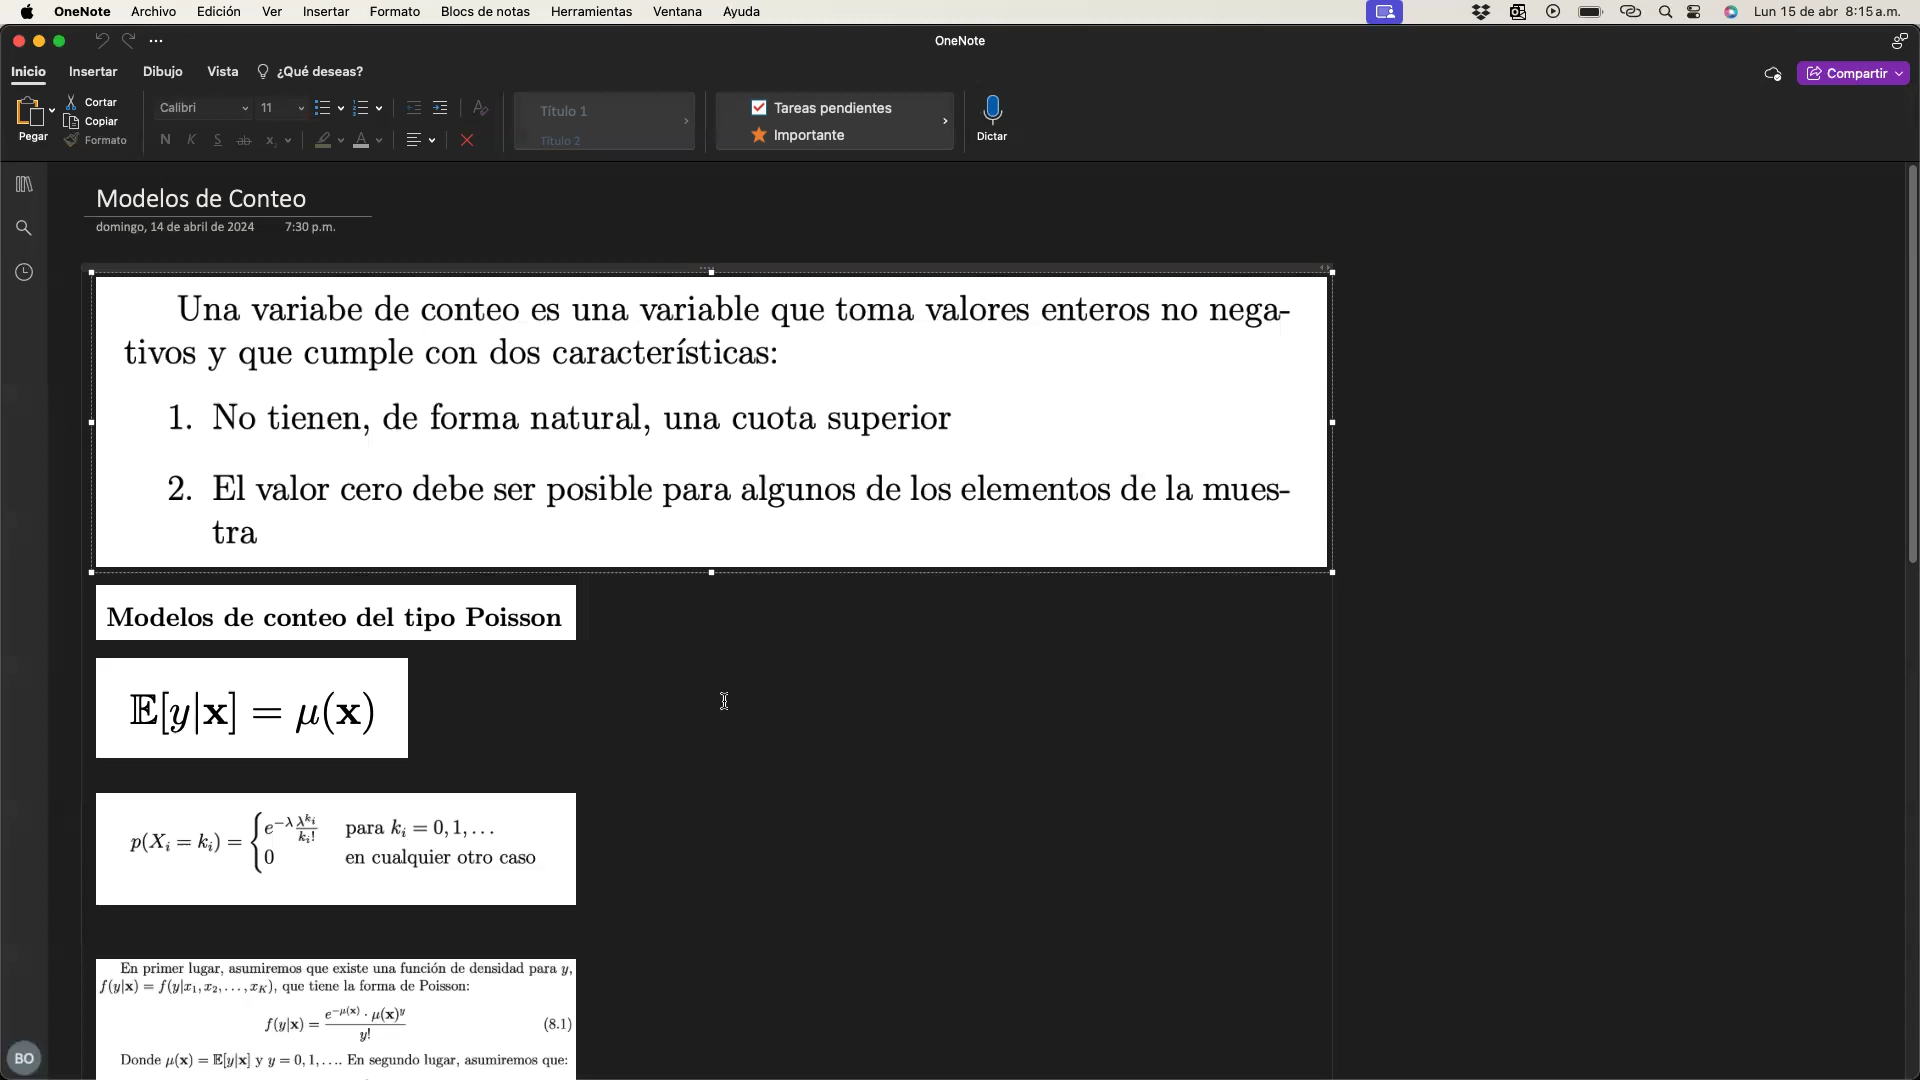 OneNote Archivo Edición Ver Insertar Formato Blocs de notas Herramientas Ventana Ayuda Lun 15 de abr 8:15 a.m.
OneNote
Inicio Insertar Dibujo Vista ¿Qué deseas? Compartir
Pegar
Cortar
Copiar
Formato
Calibri 11
N K S ab x
A
Título 1
Título 2
Tareas pendientes
Importante
Dictar
Modelos de Conteo
domingo, 14 de abril de 2024 7:30 p.m.
Una variabe de conteo es una variable que toma valores enteros no nega-
tivos y que cumple con dos características:
1. No tienen, de forma natural, una cuota superior
2. El valor cero debe ser posible para algunos de los elementos de la mues-
tra
Modelos de conteo del tipo Poisson
𝔼[y|𝐱] = μ(𝐱)
p(X_i = k_i) = { e^{-λ} λ^{k_i}/k_i! para k_i = 0, 1, . . .
0 en cualquier otro caso
En primer lugar, asumiremos que existe una función de densidad para y,
f(y|𝐱) = f(y|x_1, x_2, . . . , x_K), que tiene la forma de Poisson:
f(y|𝐱) = e^{-μ(𝐱)} · μ(𝐱)^y / y! (8.1)
Donde μ(𝐱) = 𝔼[y|𝐱] y y = 0, 1, . . .. En segundo lugar, asumiremos que:
BO